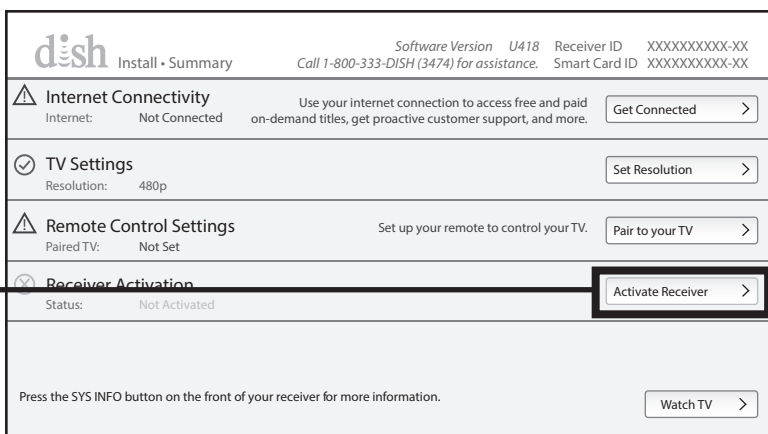 dish Install • Summary
Software Version U418 Receiver ID XXXXXXXXXX-XX
Call 1-800-333-DISH (3474) for assistance. Smart Card ID XXXXXXXXXX-XX
Internet Connectivity
Internet: Not Connected
Use your internet connection to access free and paid
on-demand titles, get proactive customer support, and more.
Get Connected
TV Settings
Resolution: 480p
Set Resolution
Remote Control Settings
Paired TV: Not Set
Set up your remote to control your TV.
Pair to your TV
Receiver Activation
Status: Not Activated
Activate Receiver
Press the SYS INFO button on the front of your receiver for more information.
Watch TV